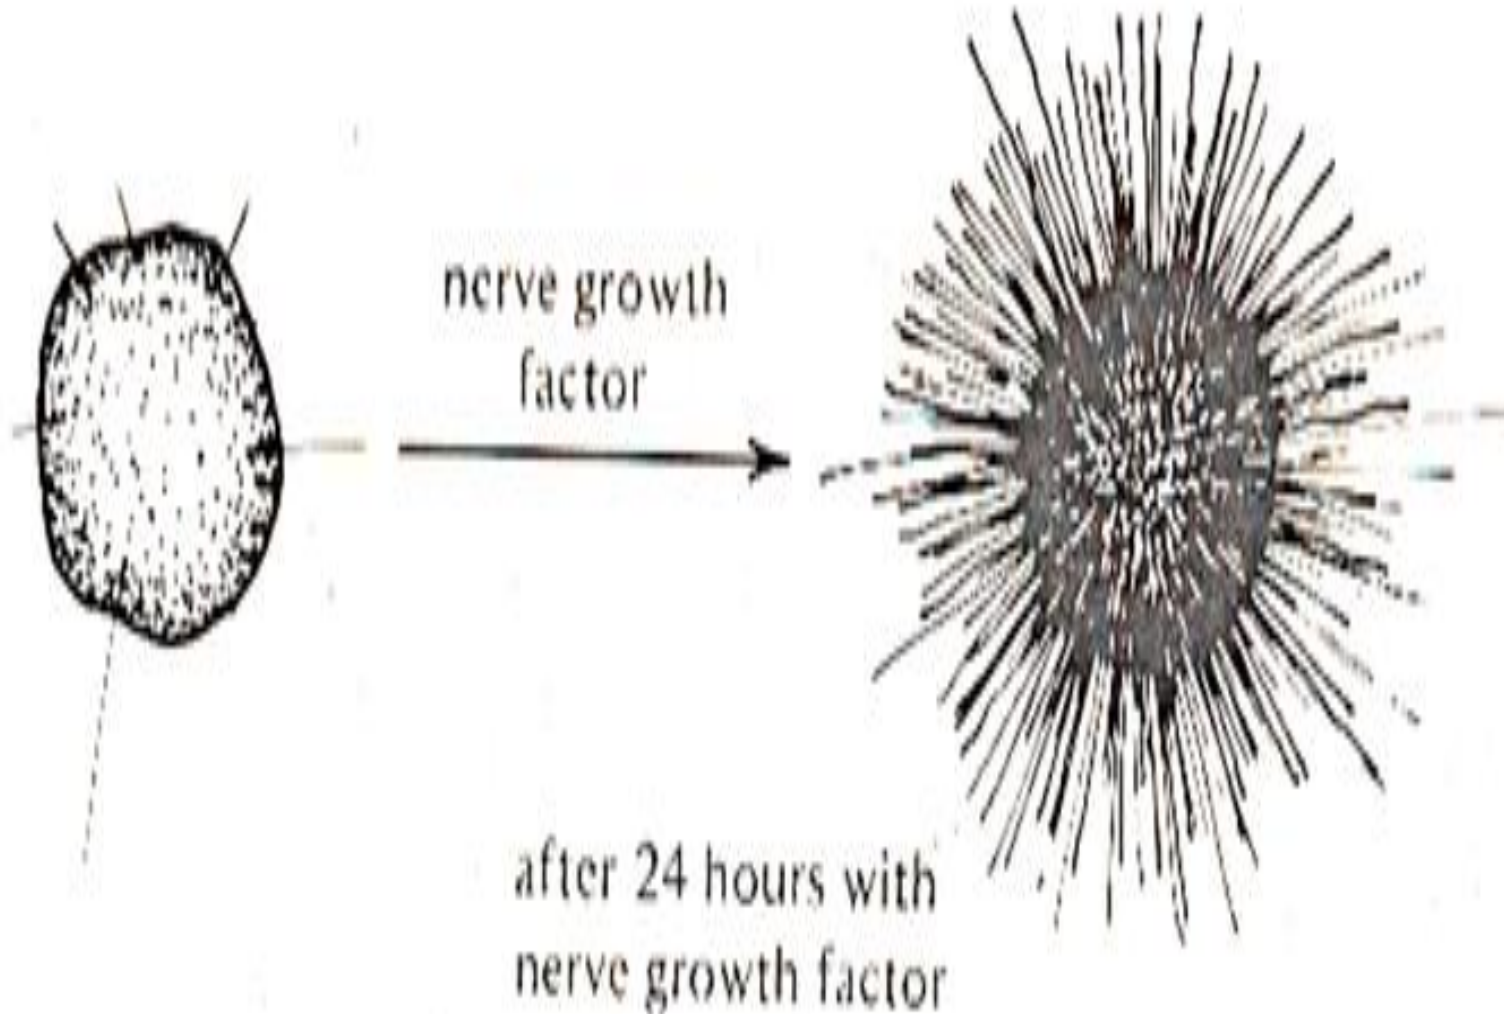 nerve growth
factor
after 24 hours with
nerve growth factor